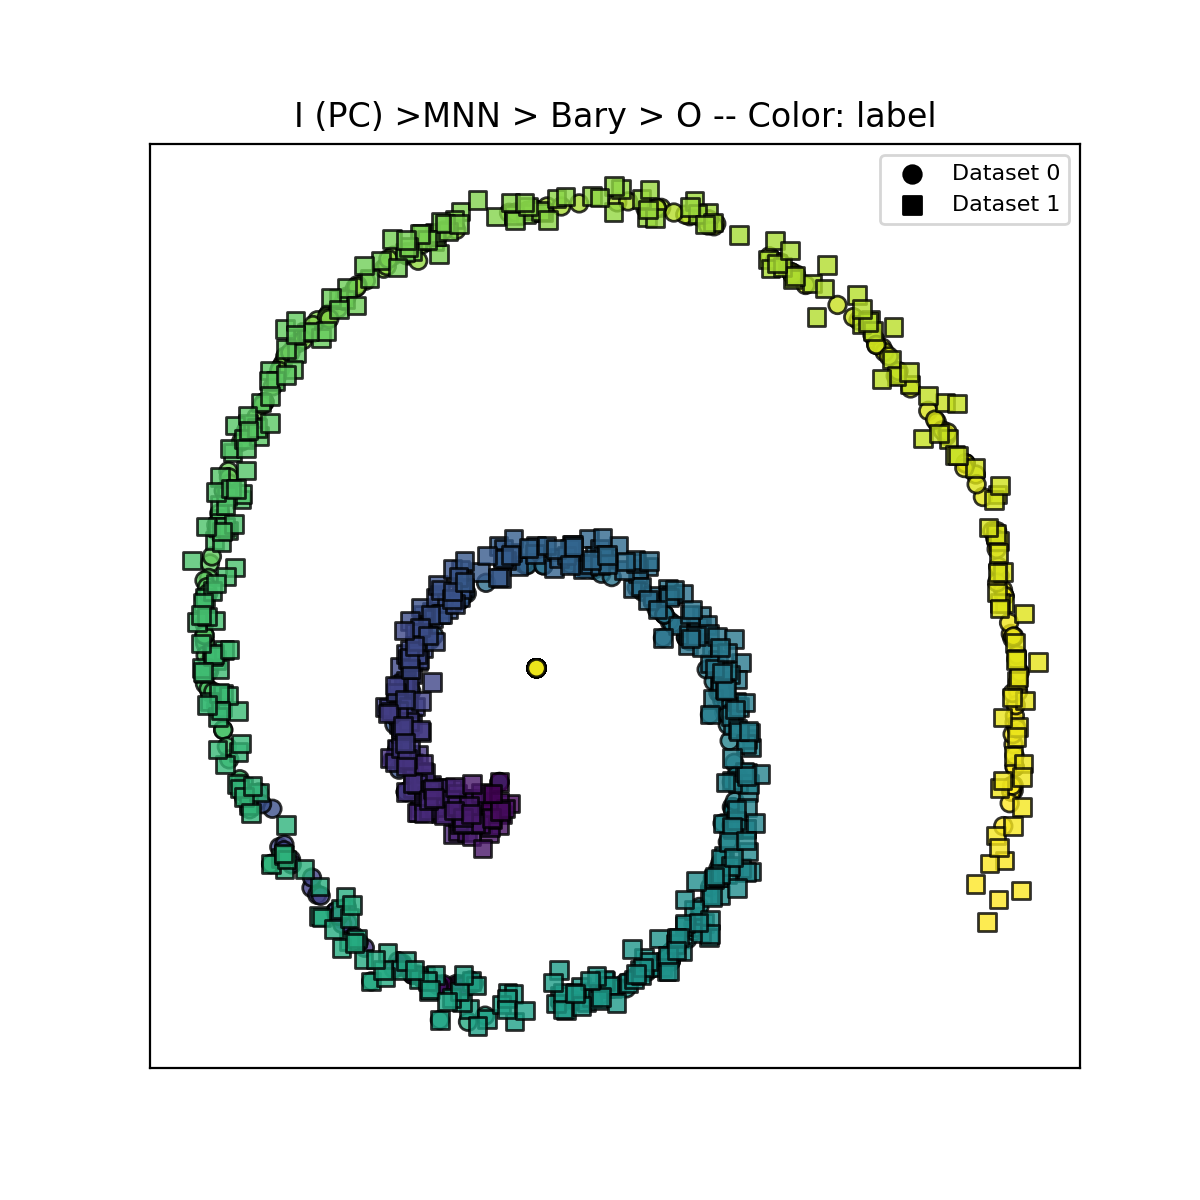 I (PC) >MNN > Bary > O -- Color: label
Dataset 0
Dataset 1